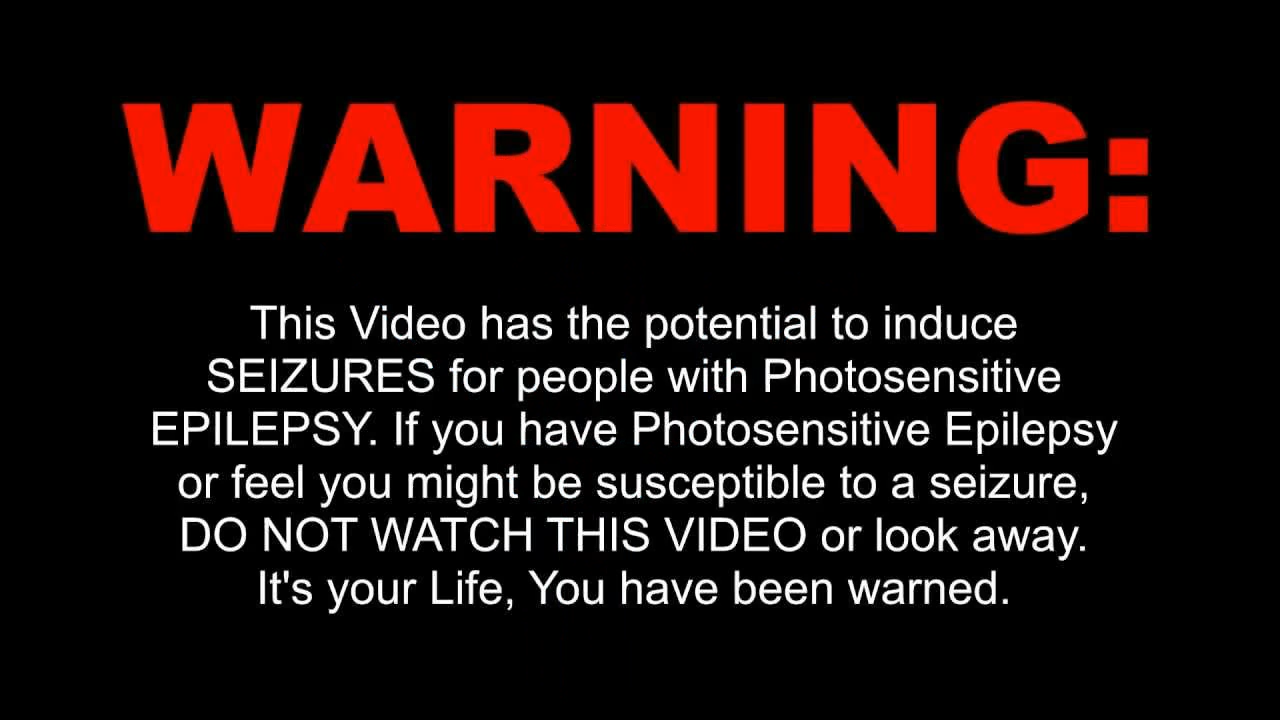 WARNING:
This Video has the potential to induce
SEIZURES for people with Photosensitive
EPILEPSY. If you have Photosensitive Epilepsy
or feel you might be susceptible to a seizure,
DO NOT WATCH THIS VIDEO or look away.
It's your Life, You have been warned.